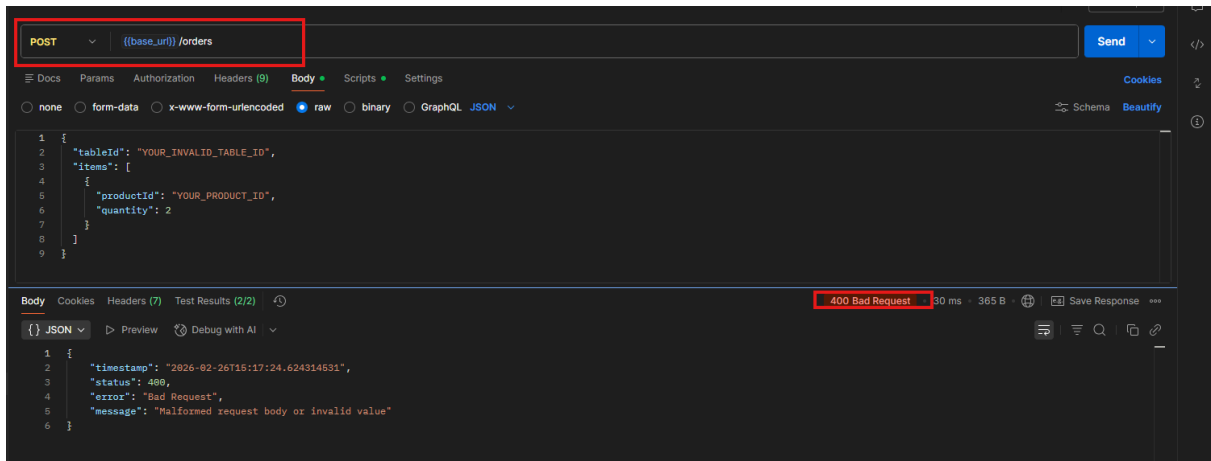 POST {{base_url}} /orders Send
Docs Params Authorization Headers (9) Body Scripts Settings Cookies
none form-data x-www-form-urlencoded raw binary GraphQL JSON Schema Beautify
1 {
2 "tableId": "YOUR_INVALID_TABLE_ID",
3 "items": [
4 {
5 "productId": "YOUR_PRODUCT_ID",
6 "quantity": 2
7 }
8 ]
9 }
Body Cookies Headers (7) Test Results (2/2) 400 Bad Request 30 ms 365 B e.g. Save Response
{} JSON Preview Debug with AI
1 {
2 "timestamp": "2026-02-26T15:17:24.624314531",
3 "status": 400,
4 "error": "Bad Request",
5 "message": "Malformed request body or invalid value"
6 }